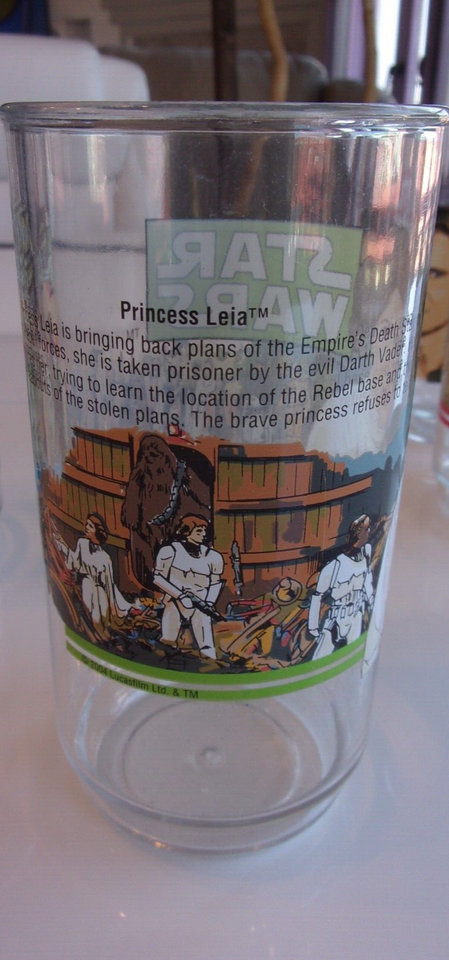 STAR
WARS
TM
Princess Leia™
Leia is bringing back plans of the Empire's Death
forces, she is taken prisoner by the evil Darth Vader
trying to learn the location of the Rebel base and
of the stolen plans. The brave princess refuses to
© 2004 Lucasfilm Ltd. & TM